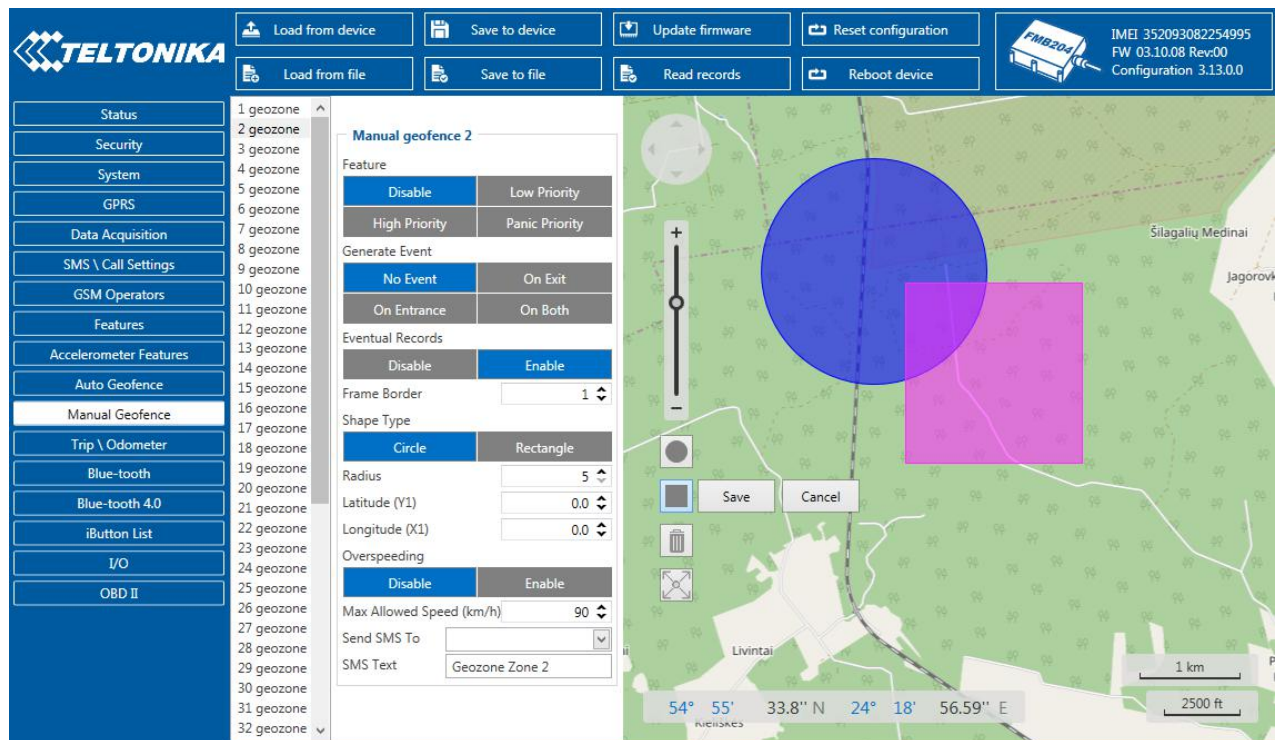 TELTONIKA
Load from device
Save to device
Update firmware
Reset configuration
Load from file
Save to file
Read records
Reboot device
FMB204
IMEI 352093082254995
FW 03.10.08 Rev:00
Configuration 3.13.0.0
Status
Security
System
GPRS
Data Acquisition
SMS \ Call Settings
GSM Operators
Features
Accelerometer Features
Auto Geofence
Manual Geofence
Trip \ Odometer
Blue-tooth
Blue-tooth 4.0
iButton List
I/O
OBD II
1 geozone
2 geozone
3 geozone
4 geozone
5 geozone
6 geozone
7 geozone
8 geozone
9 geozone
10 geozone
11 geozone
12 geozone
13 geozone
14 geozone
15 geozone
16 geozone
17 geozone
18 geozone
19 geozone
20 geozone
21 geozone
22 geozone
23 geozone
24 geozone
25 geozone
26 geozone
27 geozone
28 geozone
29 geozone
30 geozone
31 geozone
32 geozone
Manual geofence 2
Feature
Disable Low Priority
High Priority Panic Priority
Generate Event
No Event On Exit
On Entrance On Both
Eventual Records
Disable Enable
Frame Border 1
Shape Type
Circle Rectangle
Radius 5
Latitude (Y1) 0.0
Longitude (X1) 0.0
Overspeeding
Disable Enable
Max Allowed Speed (km/h) 90
Send SMS To
SMS Text Geozone Zone 2
+
−
Šilagalių Medinai
Jagorovk
Save Cancel
Livintai
1 km
2500 ft
54° 55' 33.8'' N 24° 18' 56.59'' E